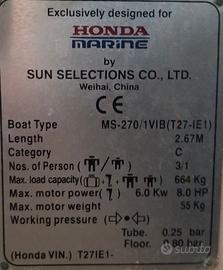 Exclusively designed for
HONDA
MARINE
by
SUN SELECTIONS CO., LTD.
Weihai, China
CE
Boat Type MS-270/1VIB(T27-IE1)
Length 2.67M
Category C
Nos. of Person / 3/1
Max. load capacity ( + + ) 664 Kg
Max. motor power 6.0 Kw 8.0 HP
Max. motor weight 55 Kg
Working pressure
Tube. 0.25 bar
Floor. 0.80 bar
(Honda VIN.) T27IE1-
subito